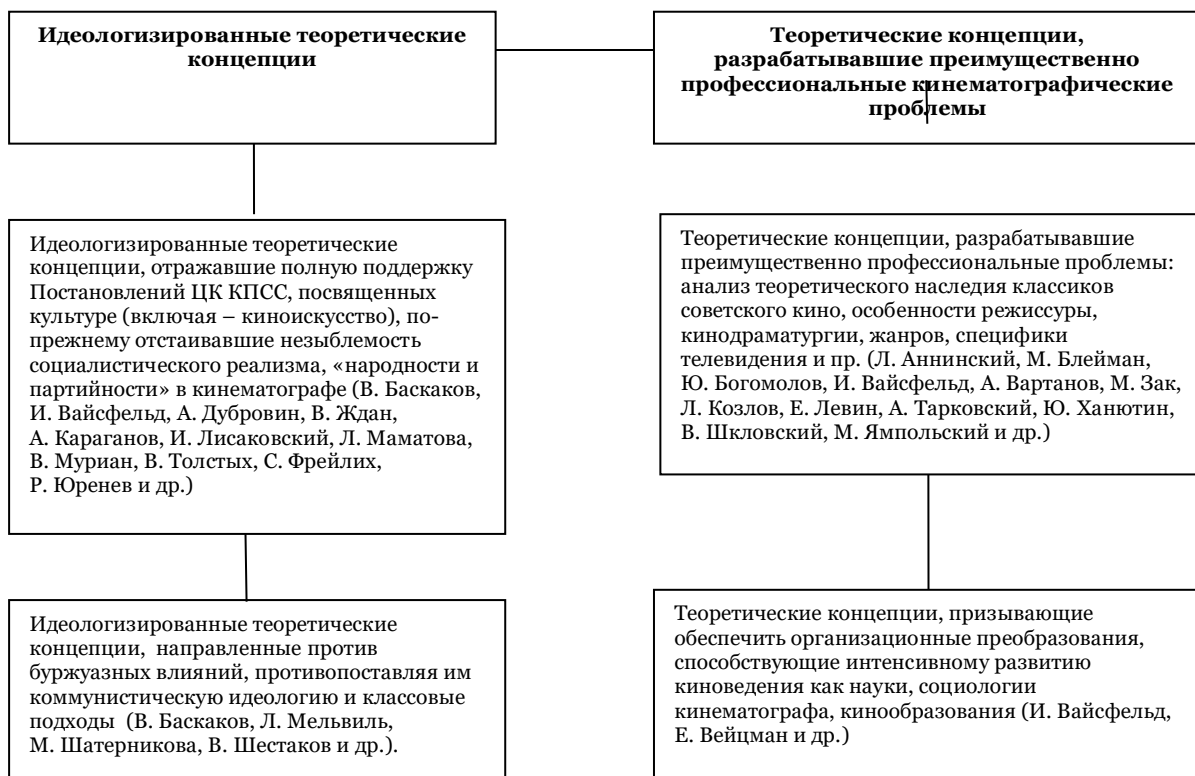 Идеологизированные теоретические
концепции
Теоретические концепции,
разрабатывавшие преимущественно
профессиональные кинематографические
проблемы
Идеологизированные теоретические
концепции, отражавшие полную поддержку
Постановлений ЦК КПСС, посвященных
культуре (включая – киноискусство), по-
прежнему отстаивавшие незыблемость
социалистического реализма, «народности и
партийности» в кинематографе (В. Баскаков,
И. Вайсфельд, А. Дубровин, В. Ждан,
А. Караганов, И. Лисаковский, Л. Маматова,
В. Муриан, В. Толстых, С. Фрейлих,
Р. Юренев и др.)
Теоретические концепции, разрабатывавшие
преимущественно профессиональные проблемы:
анализ теоретического наследия классиков
советского кино, особенности режиссуры,
кинодраматургии, жанров, специфики
телевидения и пр. (Л. Аннинский, М. Блейман,
Ю. Богомолов, И. Вайсфельд, А. Вартанов, М. Зак,
Л. Козлов, Е. Левин, А. Тарковский, Ю. Ханютин,
В. Шкловский, М. Ямпольский и др.)
Идеологизированные теоретические
концепции, направленные против
буржуазных влияний, противопоставляя им
коммунистическую идеологию и классовые
подходы (В. Баскаков, Л. Мельвиль,
М. Шатерникова, В. Шестаков и др.).
Теоретические концепции, призывающие
обеспечить организационные преобразования,
способствующие интенсивному развитию
киноведения как науки, социологии
кинематографа, кинообразования (И. Вайсфельд,
Е. Вейцман и др.)